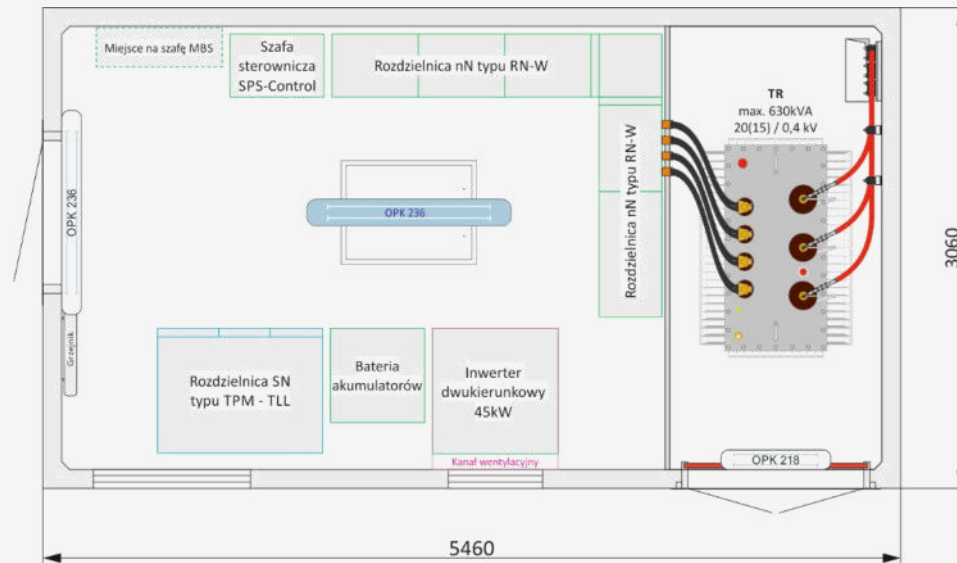 Miejsce na szafę MBS
Szafa
sterownicza
SPS-Control
Rozdzielnica nN typu RN-W
TR
max. 630kVA
20(15) / 0,4 kV
Rozdzielnica nN typu RN-W
OPK 236
OPK 236
3060
Grzejnik
Rozdzielnica SN
typu TPM - TLL
Bateria
akumulatorów
Inwerter
dwukierunkowy
45kW
Kanał wentylacyjny
OPK 218
5460